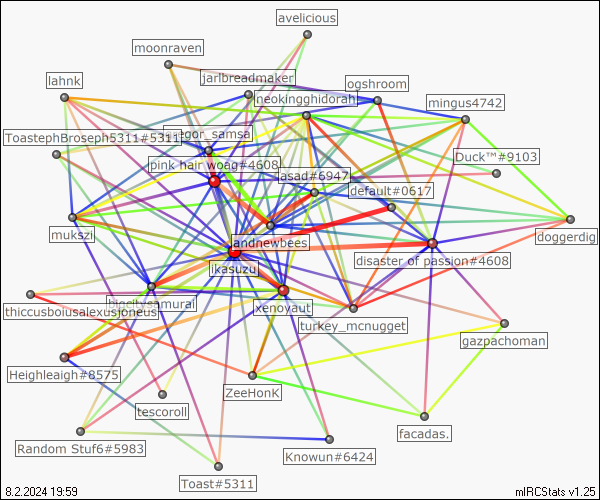 avelicious
moonraven
jarlbreadmaker
lahnk
ogshroom
neokingghidorah
mingus4742
ToastephBroseph5311#5311
egor_samsa
Duck™#9103
pink hair woag#4608
asad#6947
default#0617
mukszi
andnewbees
doggerdig
disaster of passion#4608
ikasuzu
bigcitysamurai
thiccusboiusalexusjoneus
xenoyaut
turkey_mcnugget
gazpachoman
Heighleaigh#8575
ZeeHonK
tescoroll
facadas.
Random Stuf6#5983
Knowun#6424
Toast#5311
8.2.2024 19:59
mIRCStats v1.25